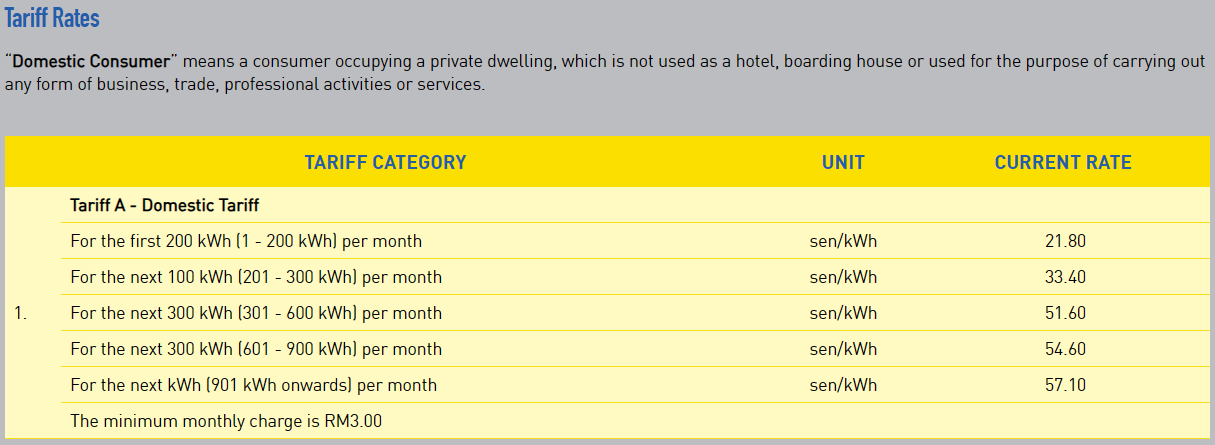 Tariff Rates
“Domestic Consumer” means a consumer occupying a private dwelling, which is not used as a hotel, boarding house or used for the purpose of carrying out
any form of business, trade, professional activities or services.
TARIFF CATEGORY UNIT CURRENT RATE
Tariff A - Domestic Tariff
For the first 200 kWh (1 - 200 kWh) per month sen/kWh 21.80
For the next 100 kWh (201 - 300 kWh) per month sen/kWh 33.40
1. For the next 300 kWh (301 - 600 kWh) per month sen/kWh 51.60
For the next 300 kWh (601 - 900 kWh) per month sen/kWh 54.60
For the next kWh (901 kWh onwards) per month sen/kWh 57.10
The minimum monthly charge is RM3.00